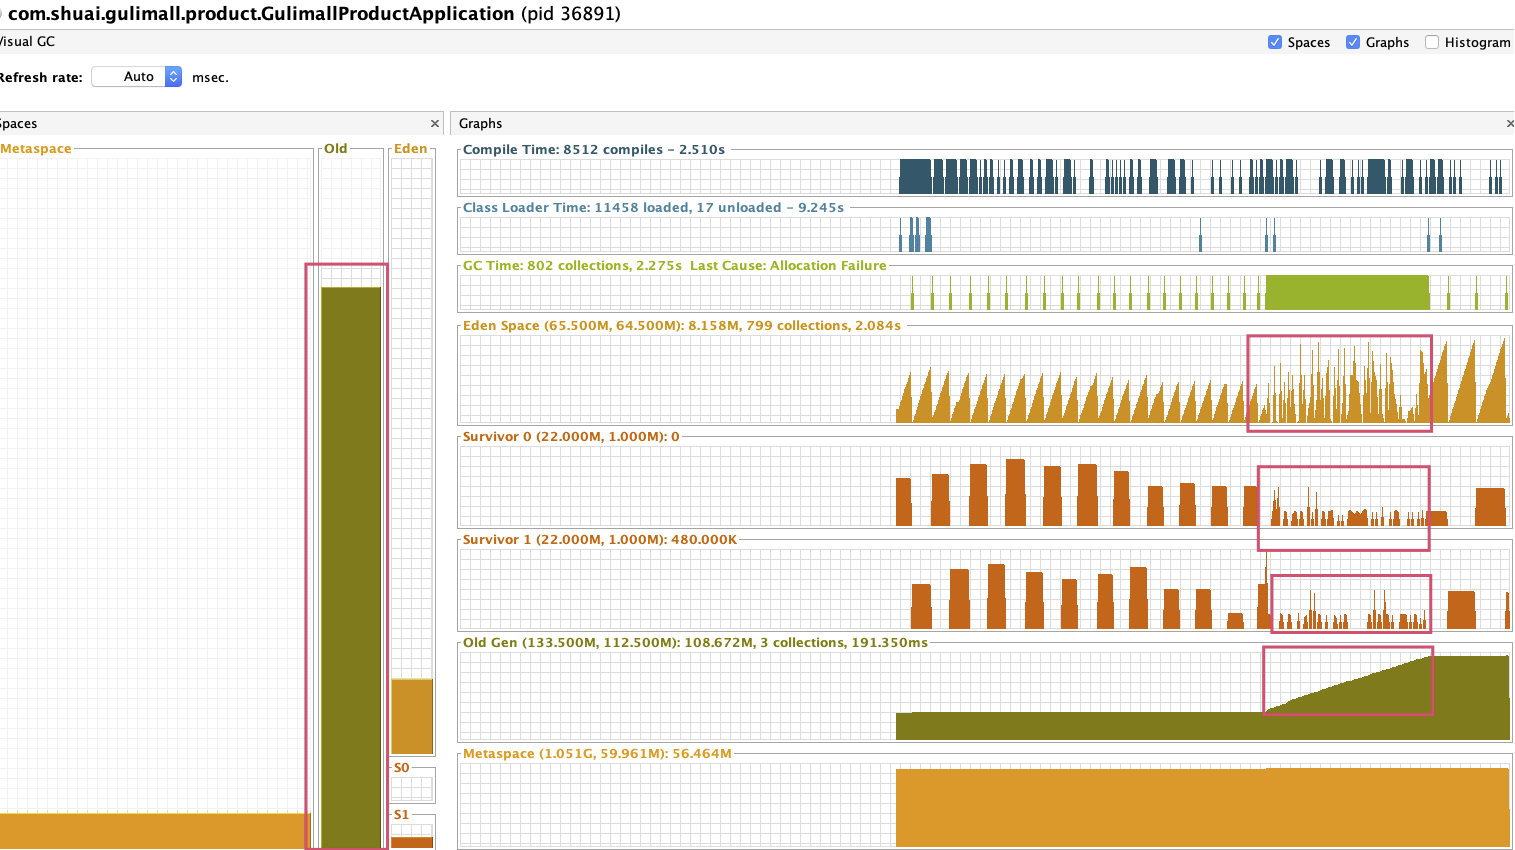 com.shuai.gulimall.product.GulimallProductApplication (pid 36891)
Visual GC
Spaces Graphs Histogram
Refresh rate: Auto msec.
Spaces
Graphs
Metaspace
Old
Eden
S0
S1
Compile Time: 8512 compiles – 2.510s
Class Loader Time: 11458 loaded, 17 unloaded – 9.245s
GC Time: 802 collections, 2.275s Last Cause: Allocation Failure
Eden Space (65.500M, 64.500M): 8.158M, 799 collections, 2.084s
Survivor 0 (22.000M, 1.000M): 0
Survivor 1 (22.000M, 1.000M): 480.000K
Old Gen (133.500M, 112.500M): 108.672M, 3 collections, 191.350ms
Metaspace (1.051G, 59.961M): 56.464M